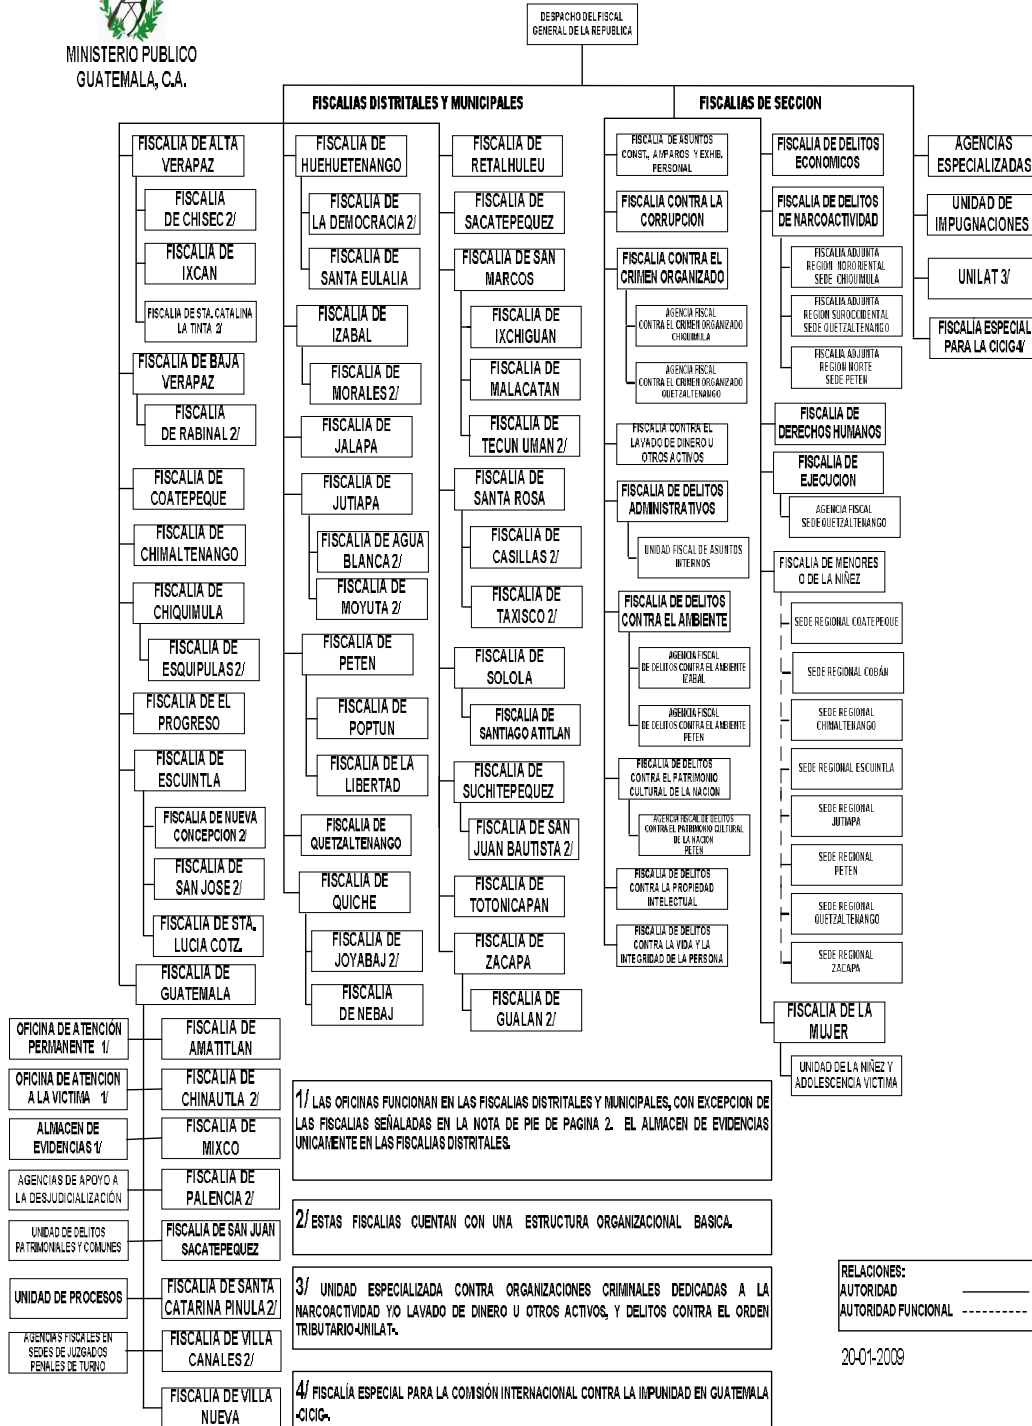 MINISTERIO PUBLICO
GUATEMALA, C.A.
DESPACHO DEL FISCAL
GENERAL DE LA REPUBLICA
FISCALIAS DISTRITALES Y MUNICIPALES
FISCALIA DE ALTA
VERAPAZ
FISCALIA
DE CHISEC 2/
FISCALIA DE
IXCAN
FISCALIA DE STA. CATALINA
LA TINTA 2/
FISCALIA DE BAJA
VERAPAZ
FISCALIA
DE RABINAL 2/
FISCALIA DE
COATEPEQUE
FISCALIA DE
CHIMALTENANGO
FISCALIA DE
CHIQUIMULA
FISCALIA DE
ESQUIPULAS 2/
FISCALIA DE EL
PROGRESO
FISCALIA DE
ESCUINTLA
FISCALIA DE NUEVA
CONCEPCION 2/
FISCALIA DE
SAN JOSE 2/
FISCALIA DE STA.
LUCIA COTZ.
FISCALIA DE
GUATEMALA
OFICINA DE ATENCIÓN
PERMANENTE 1/
OFICINA DE ATENCION
A LA VICTIMA 1/
ALMACEN DE
EVIDENCIAS 1/
AGENCIAS DE APOYO A
LA DESJUDICIALIZACIÓN
UNIDAD DE DELITOS
PATRIMONIALES Y COMUNES
UNIDAD DE PROCESOS
AGENCIAS FISCALES EN
SEDES DE JUZGADOS
PENALES DE TURNO
FISCALIA DE
AMATITLAN
FISCALIA DE
CHINAUTLA 2/
FISCALIA DE
MIXCO
FISCALIA DE
PALENCIA 2/
FISCALIA DE SAN JUAN
SACATEPEQUEZ
FISCALIA DE SANTA
CATARINA PINULA 2/
FISCALIA DE VILLA
CANALES 2/
FISCALIA DE VILLA
NUEVA
FISCALIA DE
HUEHUETENANGO
FISCALIA DE
LA DEMOCRACIA 2/
FISCALIA DE
SANTA EULALIA
FISCALIA DE
IZABAL
FISCALIA DE
MORALES 2/
FISCALIA DE
JALAPA
FISCALIA DE
JUTIAPA
FISCALIA DE AGUA
BLANCA 2/
FISCALIA DE
MOYUTA 2/
FISCALIA DE
PETEN
FISCALIA DE
POPTUN
FISCALIA DE LA
LIBERTAD
FISCALIA DE
QUETZALTENANGO
FISCALIA DE
QUICHE
FISCALIA DE
JOYABAJ 2/
FISCALIA
DE NEBAJ
FISCALIA DE
RETALHULEU
FISCALIA DE
SACATEPEQUEZ
FISCALIA DE SAN
MARCOS
FISCALIA DE
IXCHIGUAN
FISCALIA DE
MALACATAN
FISCALIA DE
TECUN UMAN 2/
FISCALIA DE
SANTA ROSA
FISCALIA DE
CASILLAS 2/
FISCALIA DE
TAXISCO 2/
FISCALIA DE
SOLOLA
FISCALIA DE
SANTIAGO ATITLAN
FISCALIA DE
SUCHITEPEQUEZ
FISCALIA DE SAN
JUAN BAUTISTA 2/
FISCALIA DE
TOTONICAPAN
FISCALIA DE
ZACAPA
FISCALIA DE
GUALAN 2/
FISCALIAS DE SECCION
FISCALIA DE ASUNTOS
CONST., AMPAROS Y EXHIB.
PERSONAL
FISCALIA CONTRA LA
CORRUPCION
FISCALIA CONTRA EL
CRIMEN ORGANIZADO
AGENCIA FISCAL
CONTRA EL CRIMEN ORGANIZADO
CHIQUIMULA
AGENCIA FISCAL
CONTRA EL CRIMEN ORGANIZADO
QUETZALTENANGO
FISCALIA CONTRA EL
LAVADO DE DINERO U
OTROS ACTIVOS
FISCALIA DE DELITOS
ADMINISTRATIVOS
UNIDAD FISCAL DE ASUNTOS
INTERNOS
FISCALIA DE DELITOS
CONTRA EL AMBIENTE
AGENCIA FISCAL
DE DELITOS CONTRA EL AMBIENTE
IZABAL
AGENCIA FISCAL
DE DELITOS CONTRA EL AMBIENTE
PETEN
FISCALIA DE DELITOS
CONTRA EL PATRIMONIO
CULTURAL DE LA NACION
AGENCIA FISCAL DE DELITOS
CONTRA EL PATRIMONIO CULTURAL
DE LA NACION
PETEN
FISCALIA DE DELITOS
CONTRA LA PROPIEDAD
INTELECTUAL
FISCALIA DE DELITOS
CONTRA LA VIDA Y LA
INTEGRIDAD DE LA PERSONA
FISCALIA DE DELITOS
ECONOMICOS
FISCALIA DE DELITOS
DE NARCOACTIVIDAD
FISCALIA ADJUNTA
REGION NORORIENTAL
SEDE CHIQUIMULA
FISCALIA ADJUNTA
REGION SUROCCIDENTAL
SEDE QUETZALTENANGO
FISCALIA ADJUNTA
REGION NORTE
SEDE PETEN
FISCALIA DE
DERECHOS HUMANOS
FISCALIA DE
EJECUCION
AGENCIA FISCAL
SEDE QUETZALTENANGO
FISCALIA DE MENORES
O DE LA NIÑEZ
SEDE REGIONAL COATEPEQUE
SEDE REGIONAL COBÁN
SEDE REGIONAL
CHIMALTENANGO
SEDE REGIONAL ESCUINTLA
SEDE REGIONAL
JUTIAPA
SEDE REGIONAL
PETEN
SEDE REGIONAL
QUETZALTENANGO
SEDE REGIONAL
ZACAPA
FISCALIA DE LA
MUJER
UNIDAD DE LA NIÑEZ Y
ADOLESCENCIA VICTIMA
AGENCIAS
ESPECIALIZADAS
UNIDAD DE
IMPUGNACIONES
UNILAT 3/
FISCALÍA ESPECIAL
PARA LA CICIG4/
1/ LAS OFICINAS FUNCIONAN EN LAS FISCALIAS DISTRITALES Y MUNICIPALES, CON EXCEPCION DE
LAS FISCALIAS SEÑALADAS EN LA NOTA DE PIE DE PAGINA 2. EL ALMACEN DE EVIDENCIAS
UNICAMENTE EN LAS FISCALIAS DISTRITALES.
2/ ESTAS FISCALIAS CUENTAN CON UNA ESTRUCTURA ORGANIZACIONAL BASICA.
3/ UNIDAD ESPECIALIZADA CONTRA ORGANIZACIONES CRIMINALES DEDICADAS A LA
NARCOACTIVIDAD Y/O LAVADO DE DINERO U OTROS ACTIVOS, Y DELITOS CONTRA EL ORDEN
TRIBUTARIO-UNILAT-.
4/ FISCALÍA ESPECIAL PARA LA COMISIÓN INTERNACIONAL CONTRA LA IMPUNIDAD EN GUATEMALA
-CICIG-.
RELACIONES:
AUTORIDAD
AUTORIDAD FUNCIONAL
20-01-2009